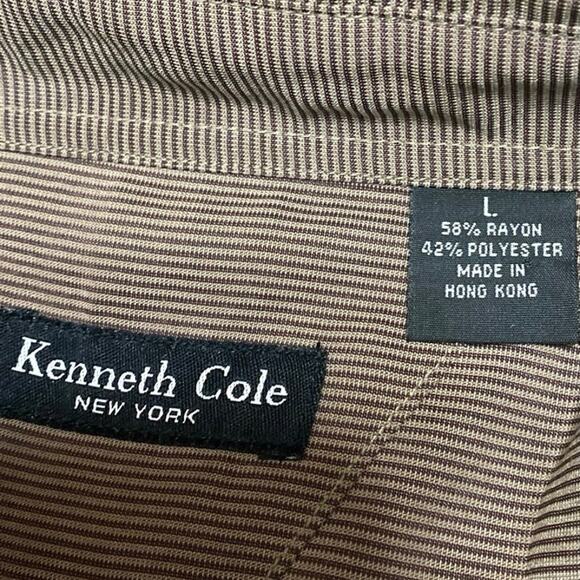 L
58% RAYON
42% POLYESTER
MADE IN
HONG KONG
Kenneth Cole
NEW YORK